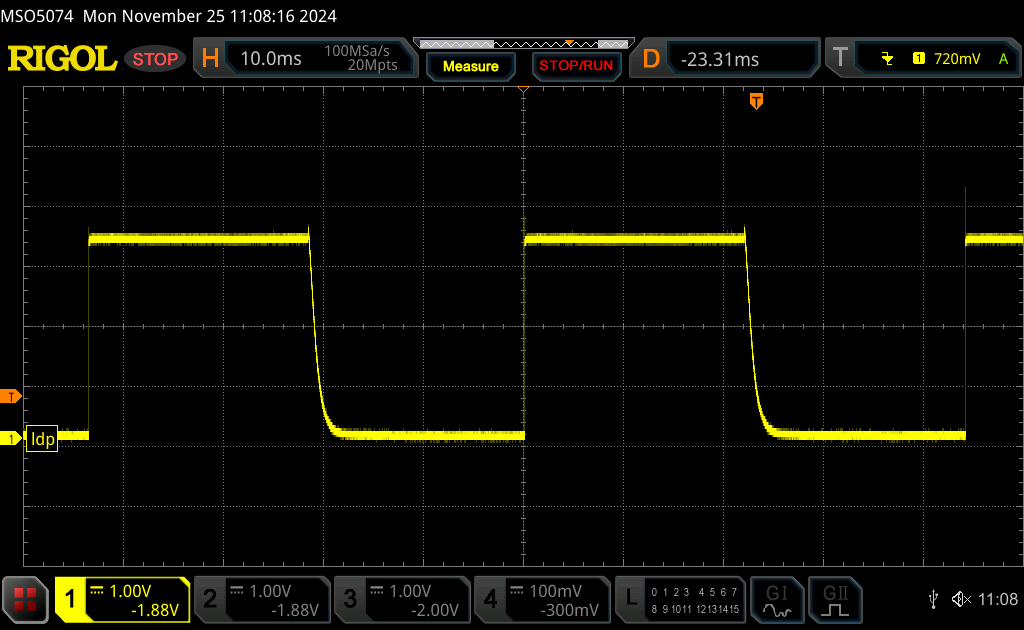 MSO5074 Mon November 25 11:08:16 2024
RIGOL STOP H 10.0ms 100MSa/s 20Mpts Measure STOP/RUN D -23.31ms T 1 720mV A
T
T
1 ldp
1 1.00V -1.88V 2 1.00V -1.88V 3 1.00V -2.00V 4 100mV -300mV L 0 1 2 3 4 5 6 7 8 9 10 11 12 13 14 15 GI GII 11:08